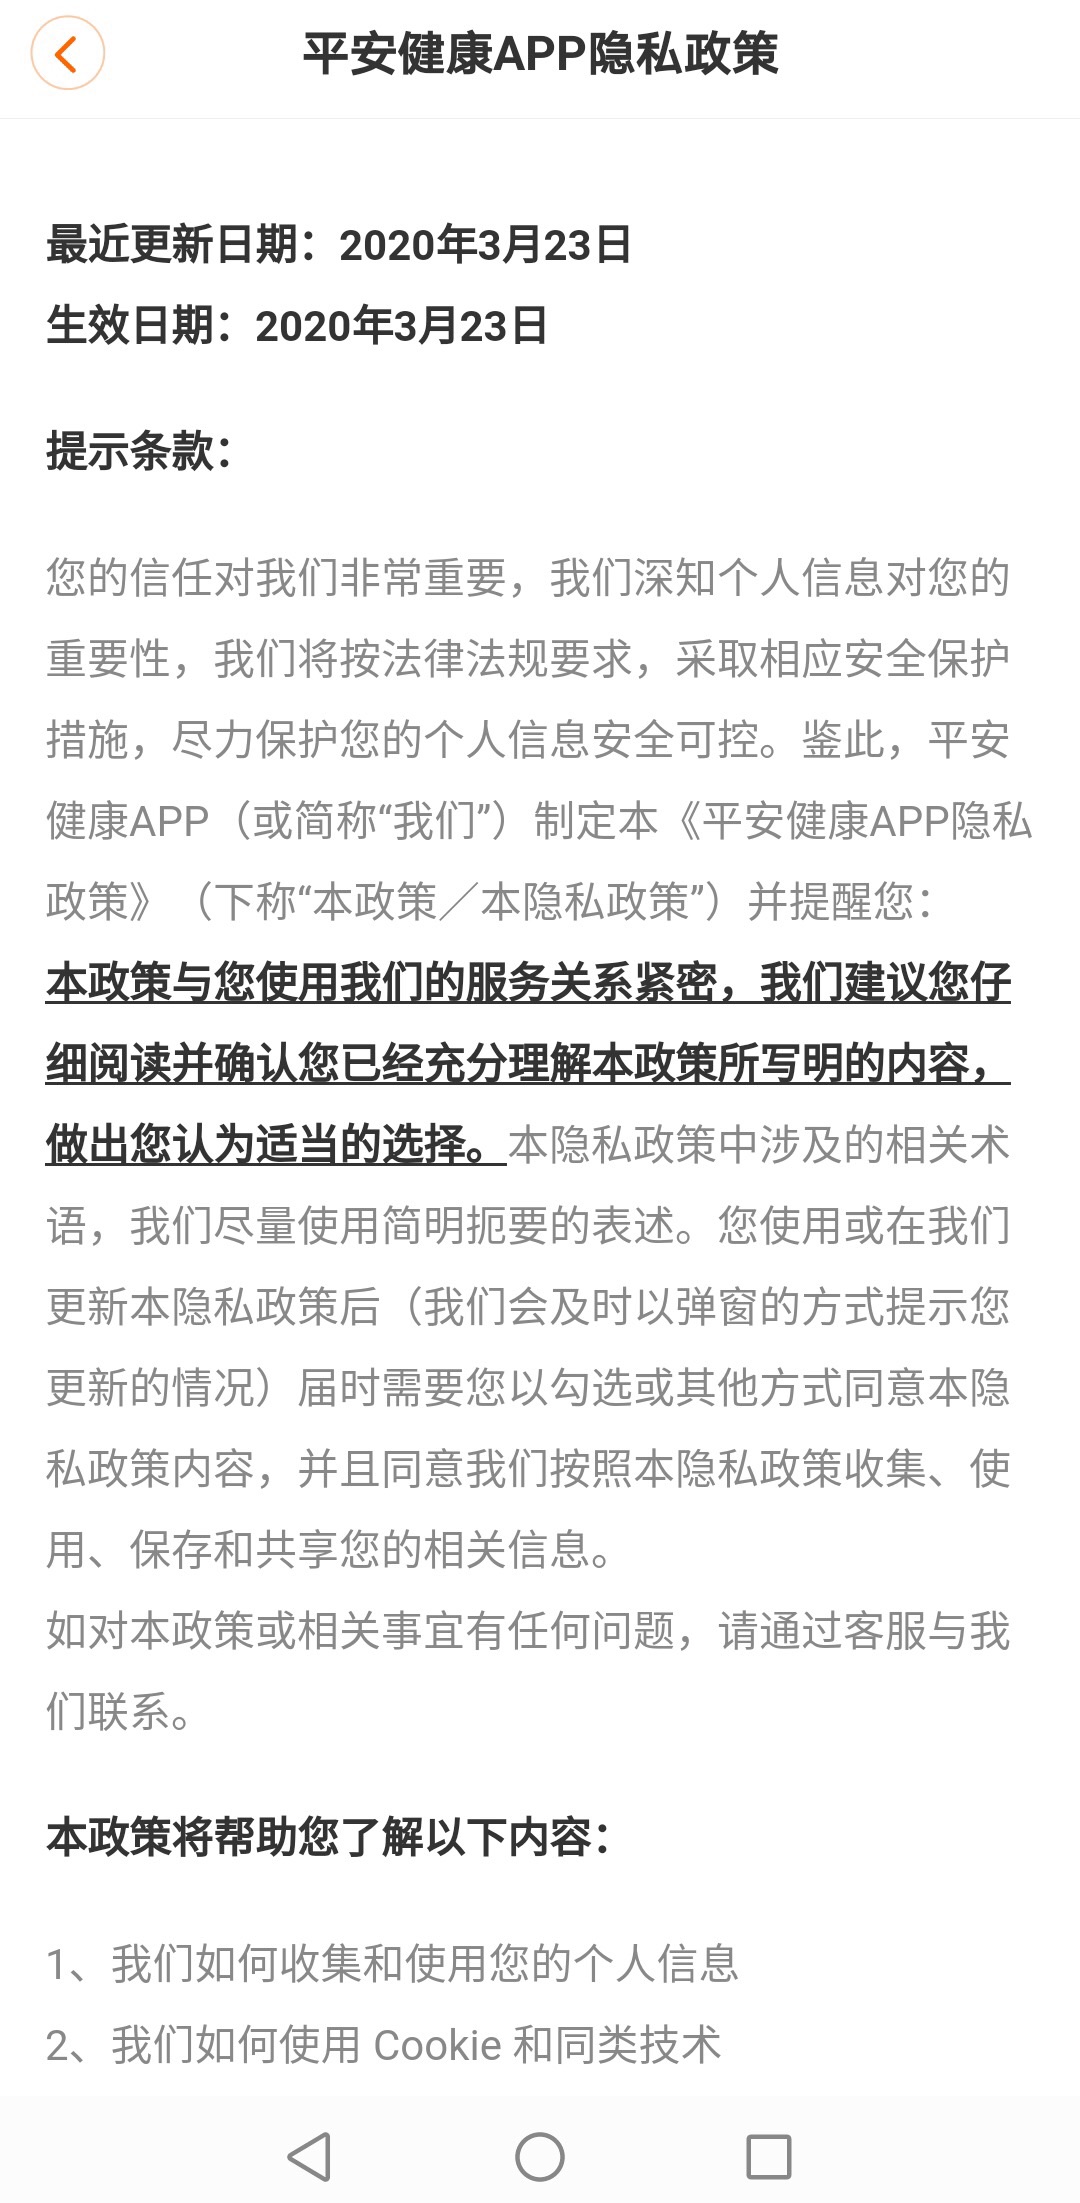 平安健康APP隐私政策
最近更新日期：2020年3月23日
生效日期：2020年3月23日
提示条款：
您的信任对我们非常重要，我们深知个人信息对您的
重要性，我们将按法律法规要求，采取相应安全保护
措施，尽力保护您的个人信息安全可控。鉴此，平安
健康APP（或简称“我们”）制定本《平安健康APP隐私
政策》（下称“本政策／本隐私政策”）并提醒您：
本政策与您使用我们的服务关系紧密，我们建议您仔
细阅读并确认您已经充分理解本政策所写明的内容，
做出您认为适当的选择。本隐私政策中涉及的相关术
语，我们尽量使用简明扼要的表述。您使用或在我们
更新本隐私政策后（我们会及时以弹窗的方式提示您
更新的情况）届时需要您以勾选或其他方式同意本隐
私政策内容，并且同意我们按照本隐私政策收集、使
用、保存和共享您的相关信息。
如对本政策或相关事宜有任何问题，请通过客服与我
们联系。
本政策将帮助您了解以下内容：
1、我们如何收集和使用您的个人信息
2、我们如何使用 Cookie 和同类技术